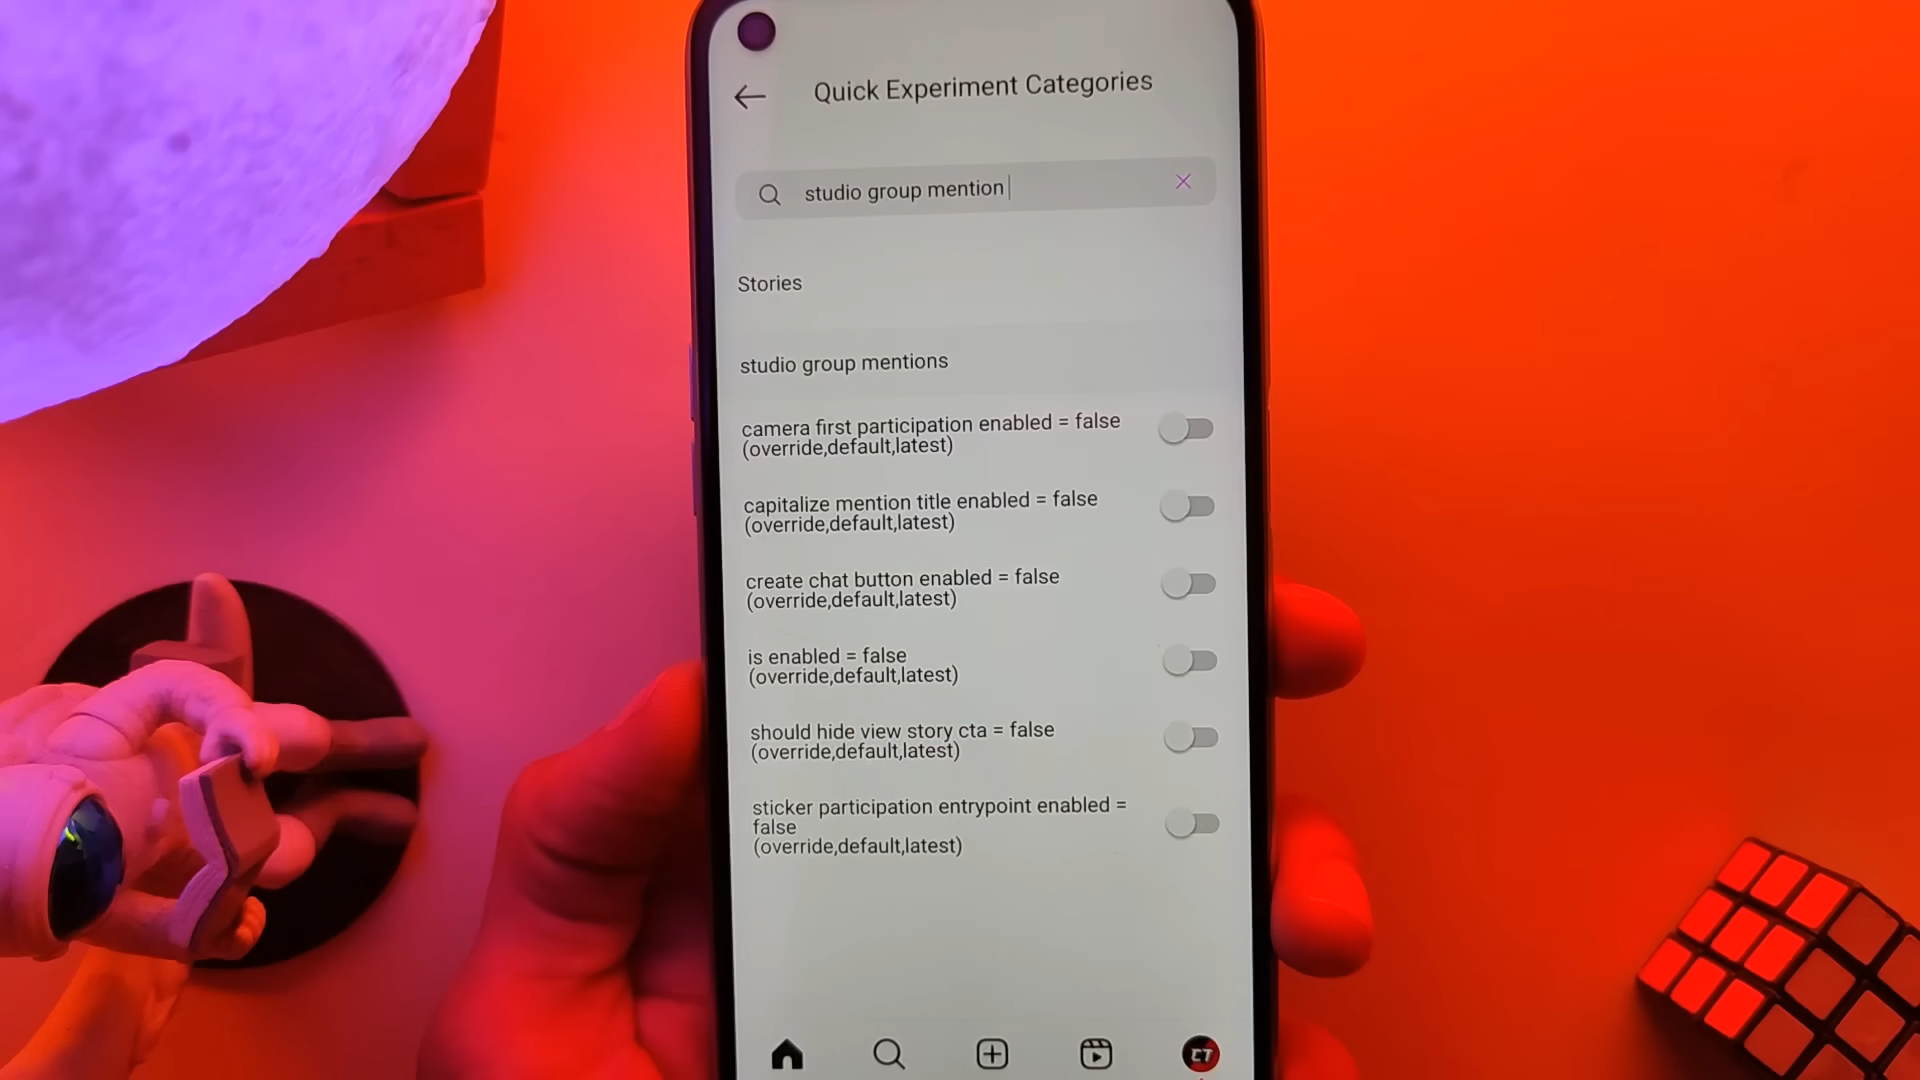 Quick Experiment Categories
studio group mention
Stories
studio group mentions
camera first participation enabled = false
(override,default,latest)
capitalize mention title enabled = false
(override,default,latest)
create chat button enabled = false
(override,default,latest)
is enabled = false
(override,default,latest)
should hide view story cta = false
(override,default,latest)
sticker participation entrypoint enabled =
false
(override,default,latest)
CT